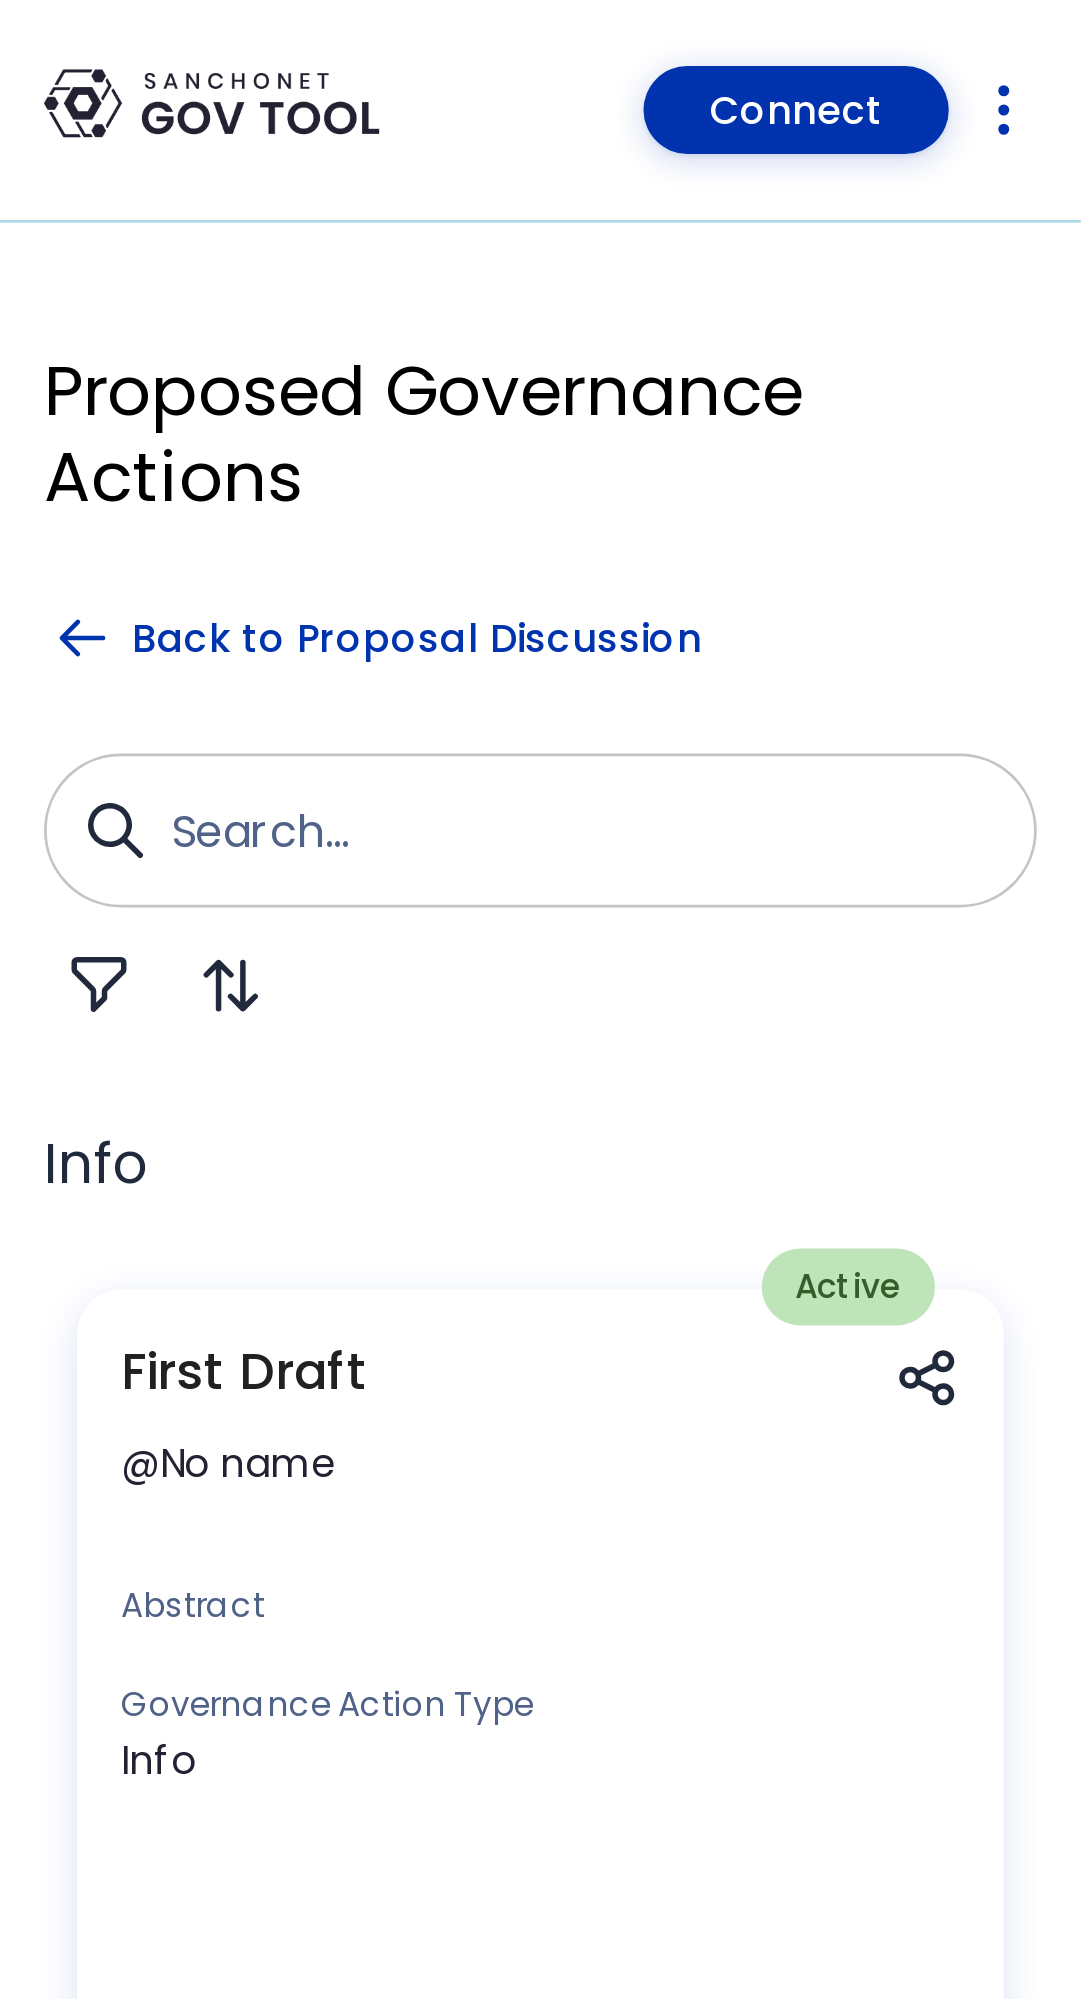 SANCHONET
GOV TOOL
Connect
Proposed Governance
Actions
Back to Proposal Discussion
Search...
Info
Active
First Draft
@No name
Abstract
Governance Action Type
Info